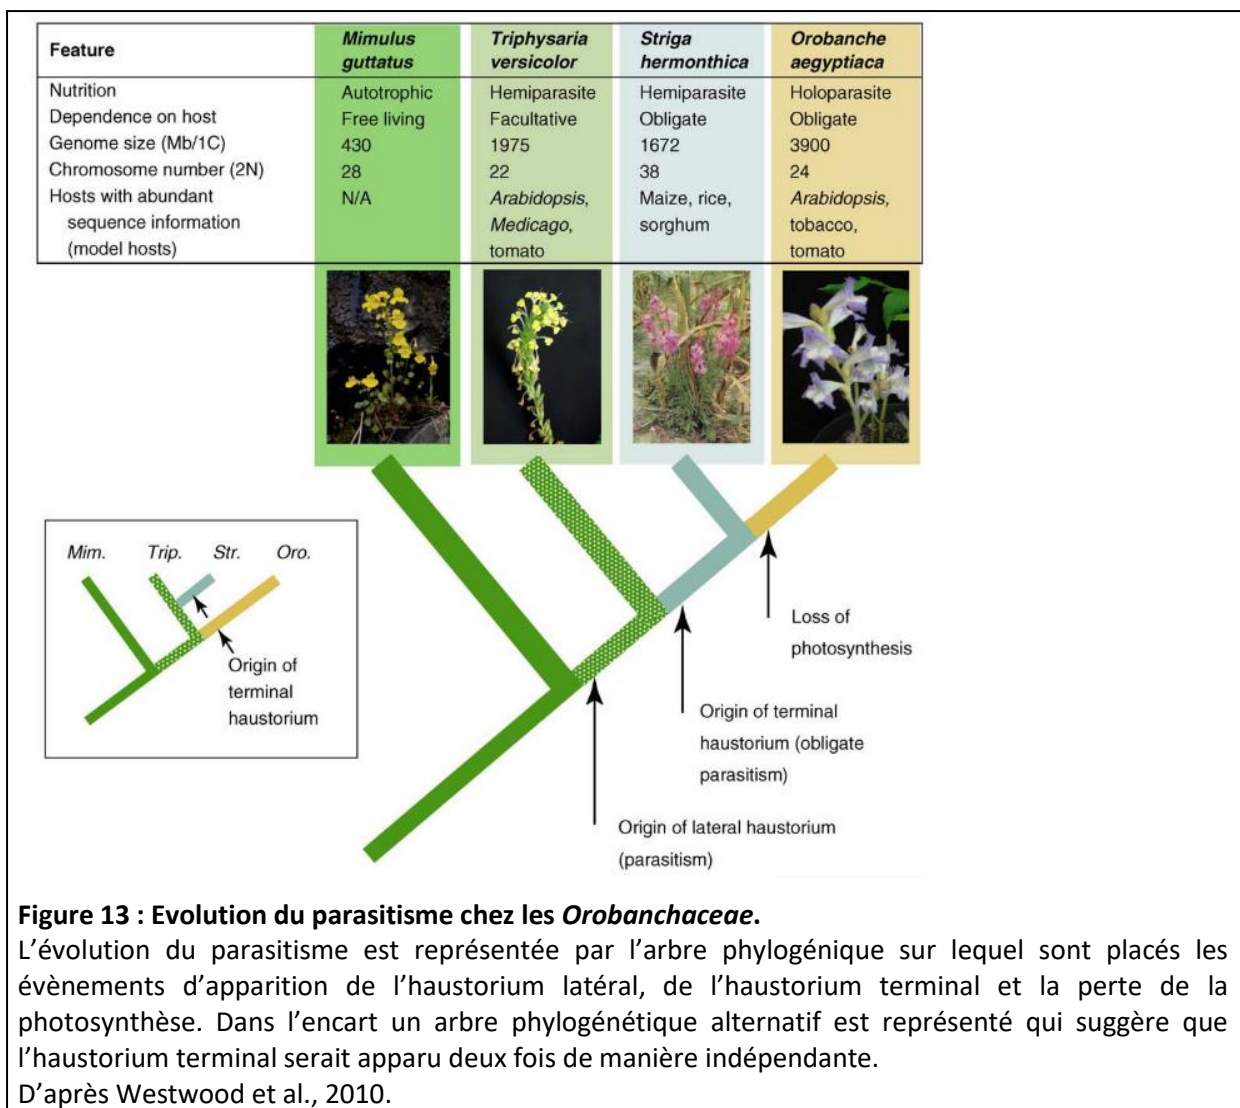 Feature
Mimulus guttatus
Triphysaria versicolor
Striga hermonthica
Orobanche aegyptiaca
Nutrition Autotrophic Hemiparasite Hemiparasite Holoparasite
Dependence on host Free living Facultative Obligate Obligate
Genome size (Mb/1C) 430 1975 1672 3900
Chromosome number (2N) 28 22 38 24
Hosts with abundant N/A Arabidopsis, Maize, rice, Arabidopsis,
sequence information Medicago, sorghum tobacco,
(model hosts) tomato tomato
Mim. Trip. Str. Oro.
Origin of
terminal
haustorium
Loss of
photosynthesis
Origin of terminal
haustorium (obligate
parasitism)
Origin of lateral haustorium
(parasitism)
Figure 13 : Evolution du parasitisme chez les Orobanchaceae.
L’évolution du parasitisme est représentée par l’arbre phylogénique sur lequel sont placés les
évènements d’apparition de l’haustorium latéral, de l’haustorium terminal et la perte de la
photosynthèse. Dans l’encart un arbre phylogénétique alternatif est représenté qui suggère que
l’haustorium terminal serait apparu deux fois de manière indépendante.
D’après Westwood et al., 2010.